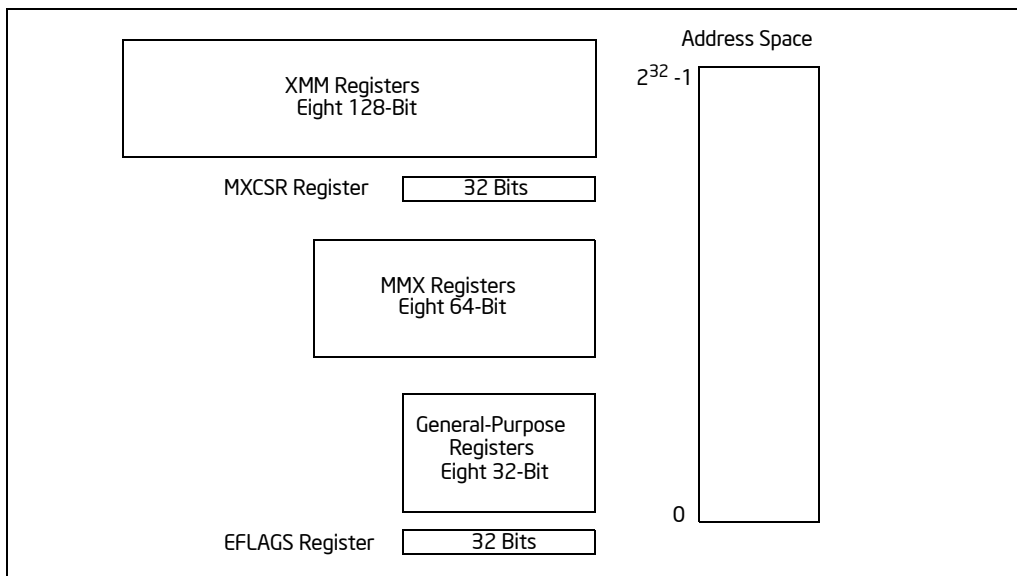 Address Space
2³² -1
XMM Registers
Eight 128-Bit
MXCSR Register
32 Bits
MMX Registers
Eight 64-Bit
General-Purpose
Registers
Eight 32-Bit
0
EFLAGS Register
32 Bits